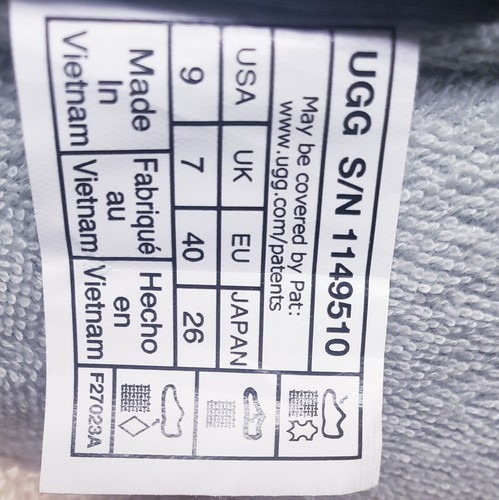 UGG S/N 1149510
May be covered by Pat:
www.ugg.com/patents
USA UK EU JAPAN
9 7 40 26
Made Fabriqué Hecho
In au en
Vietnam Vietnam Vietnam
F27023A